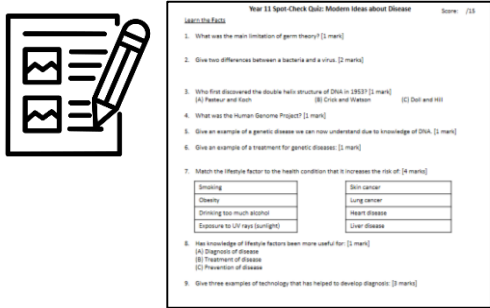 Year 11 Spot-Check Quiz: Modern Ideas about Disease
Score: /15
Learn the Facts
1. What was the main limitation of germ theory? [1 mark]
2. Give two differences between a bacteria and a virus. [2 marks]
3. Who first discovered the double helix structure of DNA in 1953? [1 mark]
(A) Pasteur and Koch (B) Crick and Watson (C) Doll and Hill
4. What was the Human Genome Project? [1 mark]
5. Give an example of a genetic disease we can now understand due to knowledge of DNA. [1 mark]
6. Give an example of a treatment for genetic diseases: [1 mark]
7. Match the lifestyle factor to the health condition that it increases the risk of: [4 marks]
Smoking Skin cancer
Obesity Lung cancer
Drinking too much alcohol Heart disease
Exposure to UV rays (sunlight) Liver disease
8. Has knowledge of lifestyle factors been more useful for: [1 mark]
(A) Diagnosis of disease
(B) Treatment of disease
(C) Prevention of disease
9. Give three examples of technology that has helped to develop diagnosis: [3 marks]